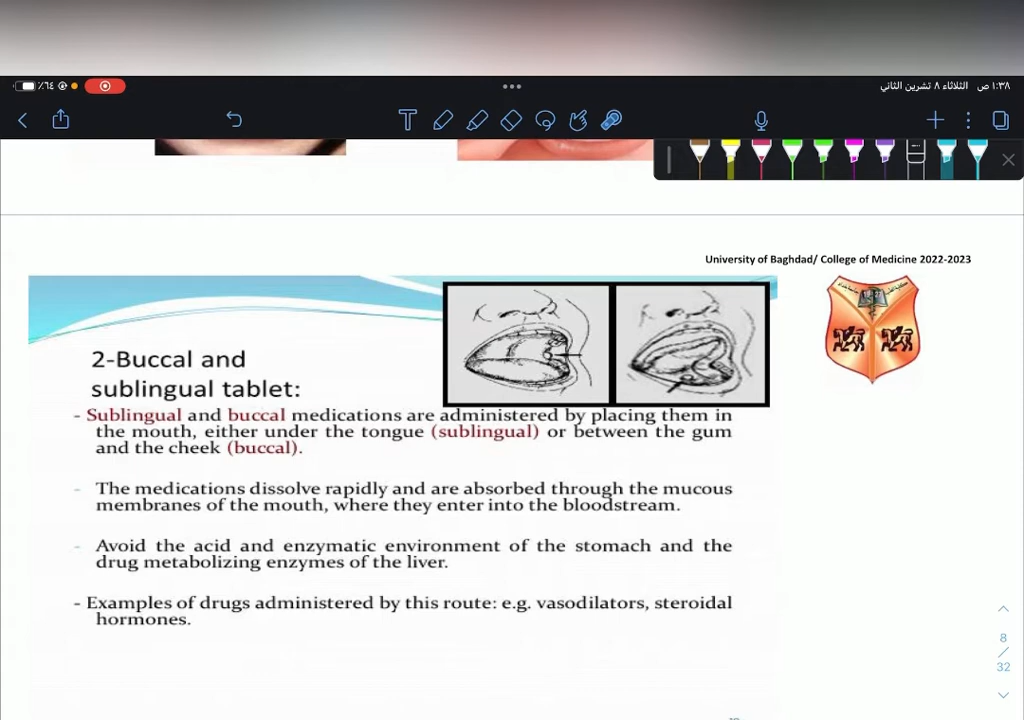 ٪٦٤
الثلاثاء ٨ تشرين الثاني ١:٣٨ ص
University of Baghdad/ College of Medicine 2022-2023
2-Buccal and
sublingual tablet:
- Sublingual and buccal medications are administered by placing them in
the mouth, either under the tongue (sublingual) or between the gum
and the cheek (buccal).
- The medications dissolve rapidly and are absorbed through the mucous
membranes of the mouth, where they enter into the bloodstream.
- Avoid the acid and enzymatic environment of the stomach and the
drug metabolizing enzymes of the liver.
- Examples of drugs administered by this route: e.g. vasodilators, steroidal
hormones.
8
/
32